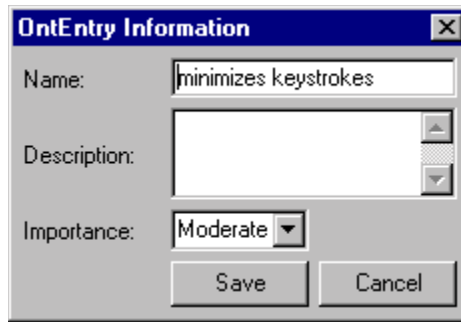 OntEntry Information
Name: minimizes keystrokes
Description:
Importance: Moderate
Save Cancel